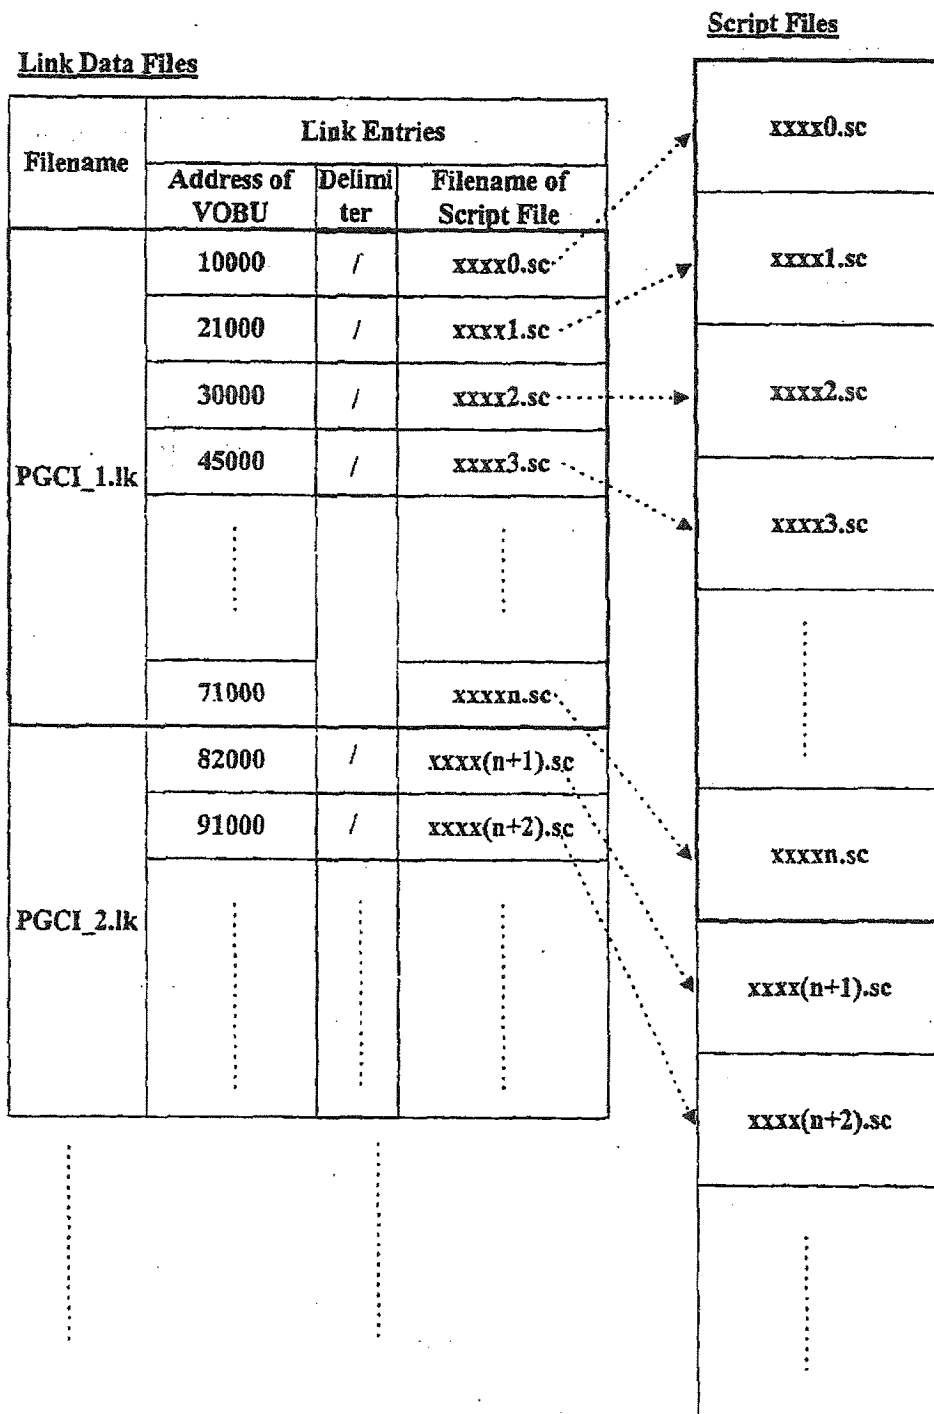 Script Files
Link Data Files
Filename
Link Entries
Address of VOBU
Delimi ter
Filename of Script File
PGCI_1.lk
10000 / xxxx0.sc
21000 / xxxx1.sc
30000 / xxxx2.sc
45000 / xxxx3.sc
71000 xxxxn.sc
PGCI_2.lk
82000 / xxxx(n+1).sc
91000 / xxxx(n+2).sc
xxxx0.sc
xxxx1.sc
xxxx2.sc
xxxx3.sc
xxxxn.sc
xxxx(n+1).sc
xxxx(n+2).sc